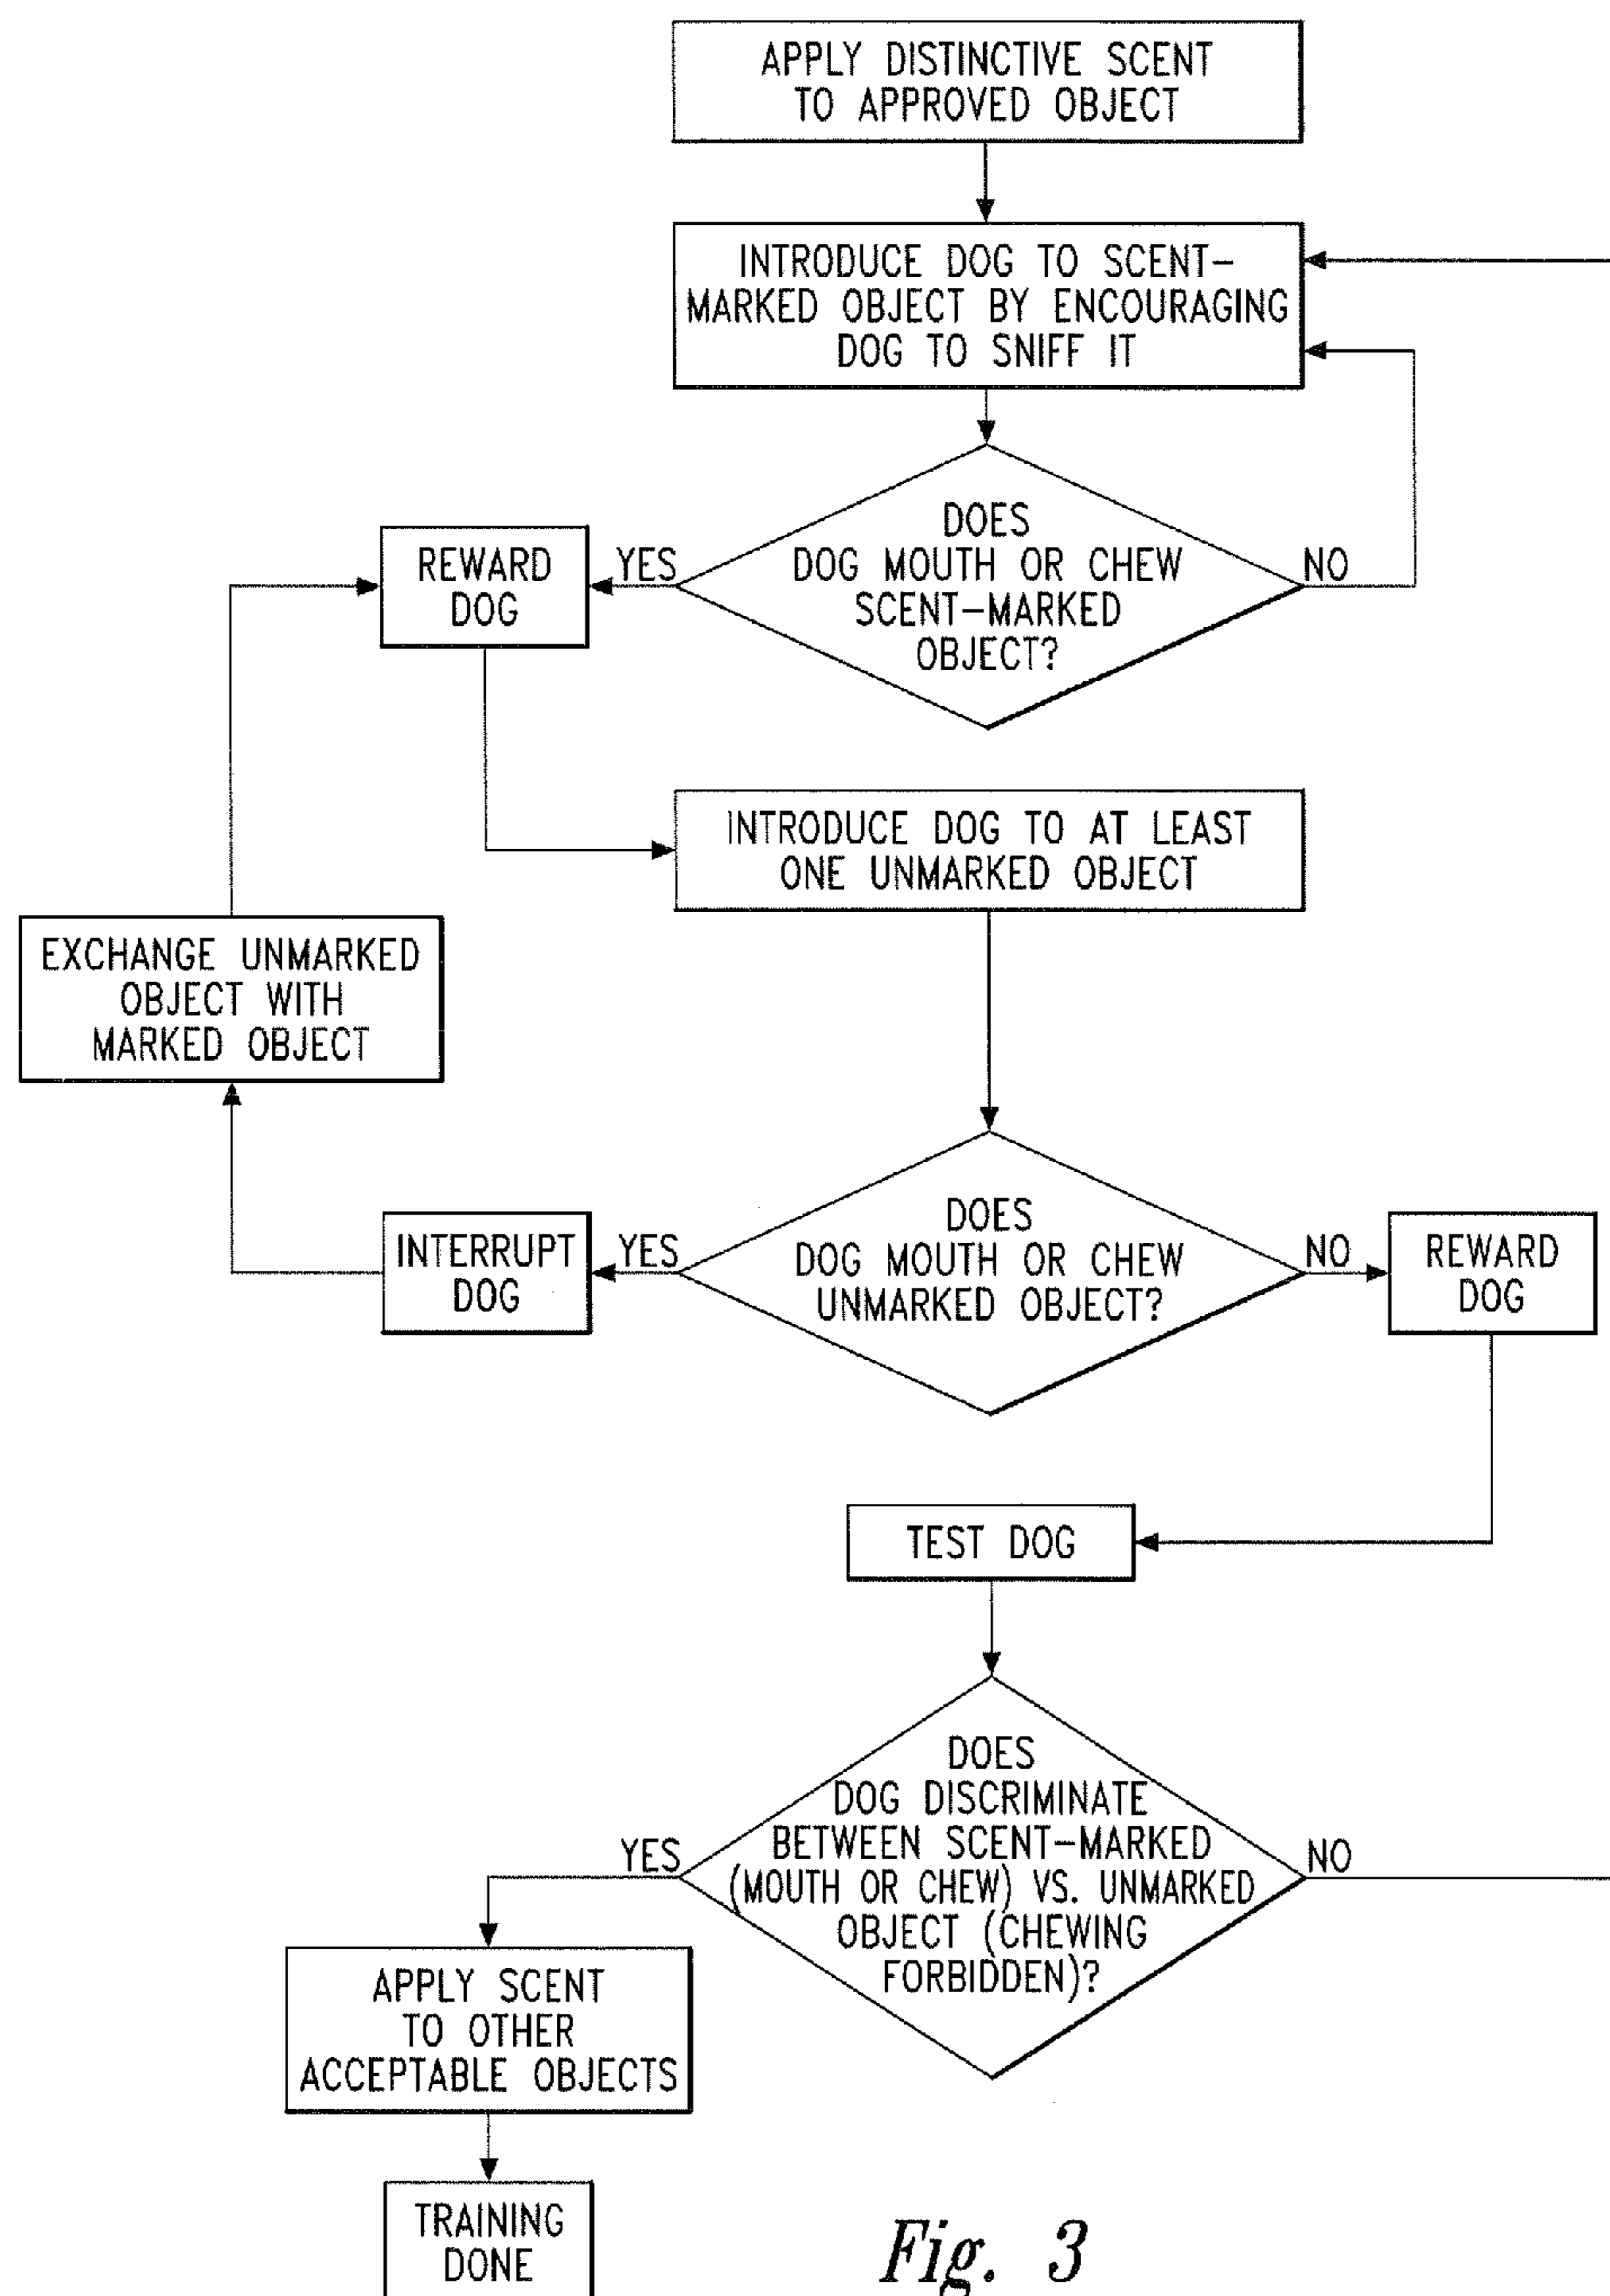 APPLY DISTINCTIVE SCENT
TO APPROVED OBJECT
INTRODUCE DOG TO SCENT-
MARKED OBJECT BY ENCOURAGING
DOG TO SNIFF IT
DOES
DOG MOUTH OR CHEW
SCENT-MARKED
OBJECT?
YES
NO
REWARD
DOG
INTRODUCE DOG TO AT LEAST
ONE UNMARKED OBJECT
EXCHANGE UNMARKED
OBJECT WITH
MARKED OBJECT
DOES
DOG MOUTH OR CHEW
UNMARKED OBJECT?
YES
NO
INTERRUPT
DOG
REWARD
DOG
TEST DOG
DOES
DOG DISCRIMINATE
BETWEEN SCENT-MARKED
(MOUTH OR CHEW) VS. UNMARKED
OBJECT (CHEWING
FORBIDDEN)?
YES
NO
APPLY SCENT
TO OTHER
ACCEPTABLE OBJECTS
TRAINING
DONE
Fig. 3